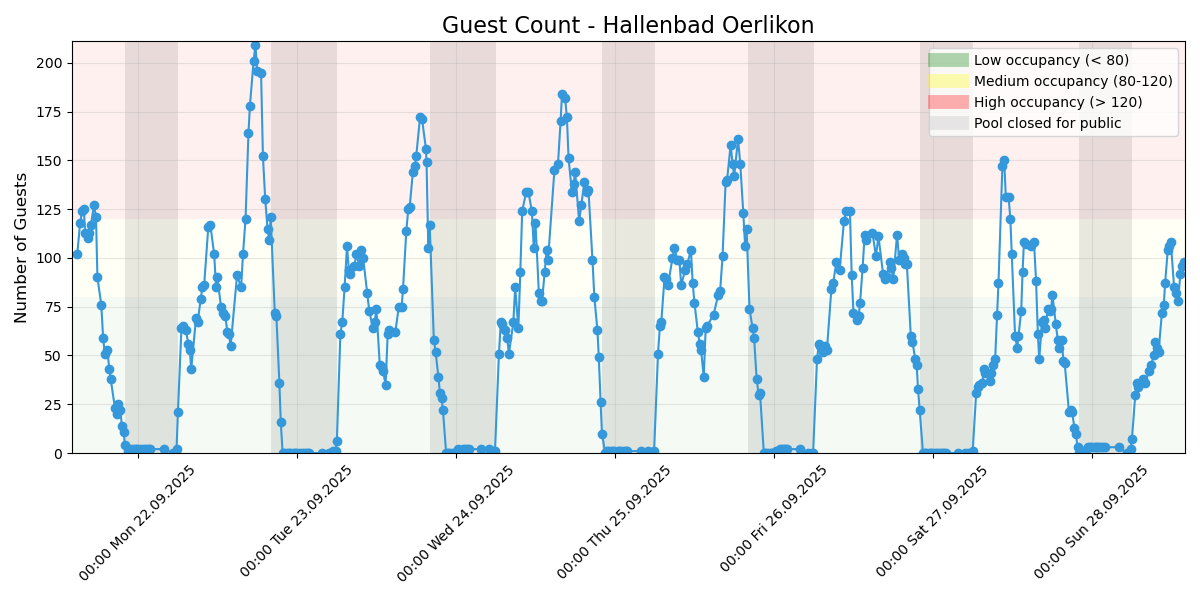 Guest Count - Hallenbad Oerlikon
Number of Guests
200
175
150
125
100
75
50
25
0
Low occupancy (< 80)
Medium occupancy (80-120)
High occupancy (> 120)
Pool closed for public
00:00 Mon 22.09.2025
00:00 Tue 23.09.2025
00:00 Wed 24.09.2025
00:00 Thu 25.09.2025
00:00 Fri 26.09.2025
00:00 Sat 27.09.2025
00:00 Sun 28.09.2025